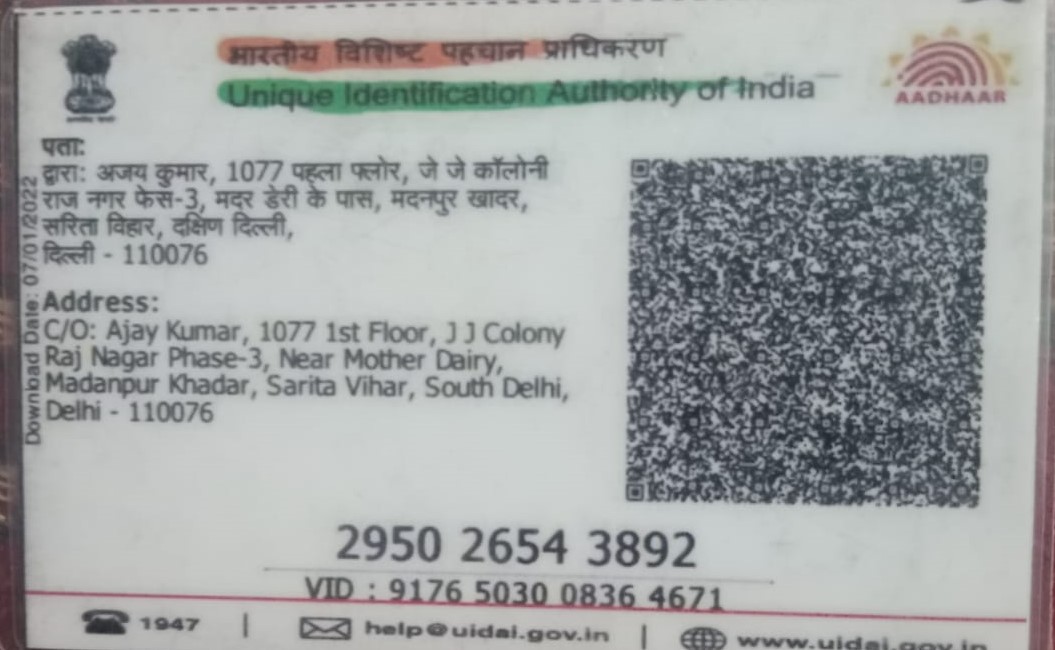 भारतीय विशिष्ट पहचान प्राधिकरण
Unique Identification Authority of India
AADHAAR
पता:
द्वारा: अजय कुमार, 1077 पहला फ्लोर, जे जे कॉलोनी
राज नगर फेस-3, मदर डेरी के पास, मदनपुर खादर,
सरिता विहार, दक्षिण दिल्ली,
दिल्ली - 110076
Download Date: 07/01/2022
Address:
C/O: Ajay Kumar, 1077 1st Floor, J J Colony
Raj Nagar Phase-3, Near Mother Dairy,
Madanpur Khadar, Sarita Vihar, South Delhi,
Delhi - 110076
2950 2654 3892
VID : 9176 5030 0836 4671
1947 | help@uidai.gov.in | www.uidai.gov.in